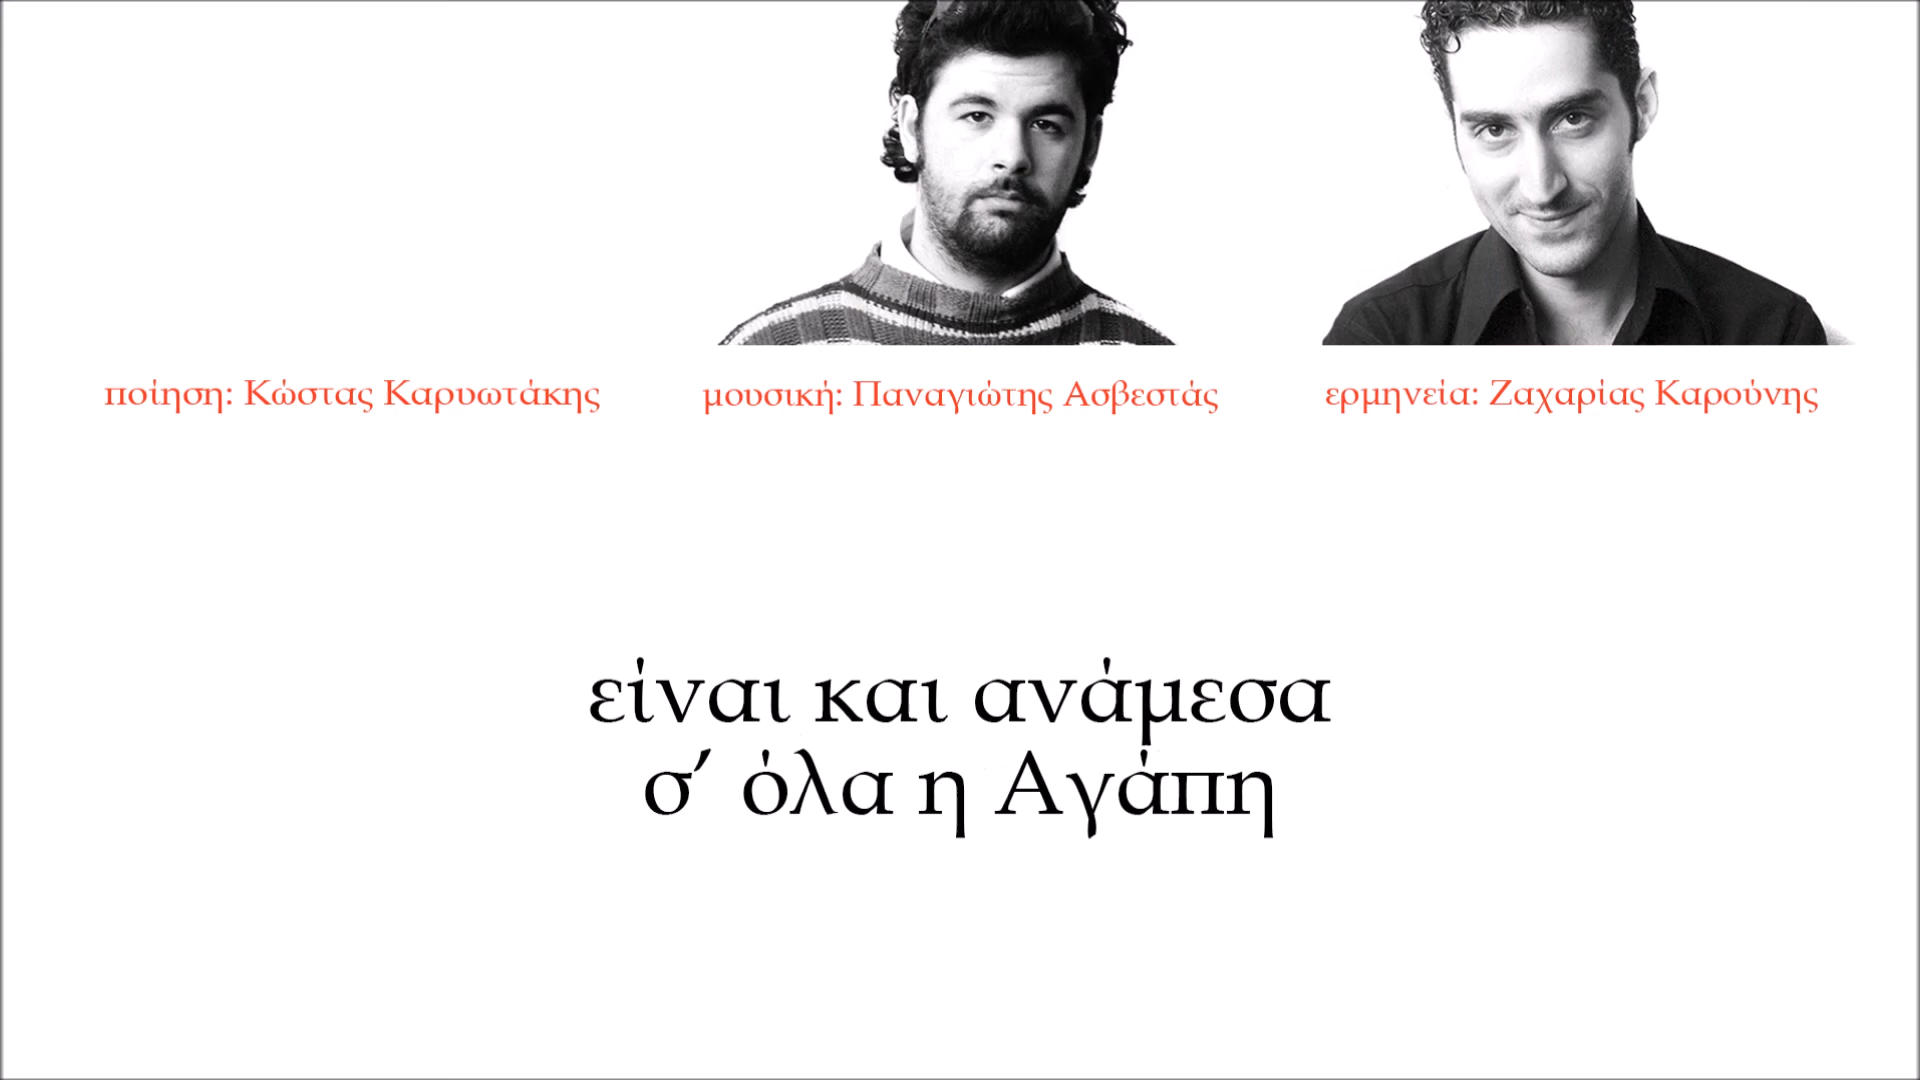 ποίηση: Κώστας Καρυωτάκης
μουσική: Παναγιώτης Ασβεστάς
ερμηνεία: Ζαχαρίας Καρούνης
είναι και ανάμεσα
σ΄ όλα η Αγάπη